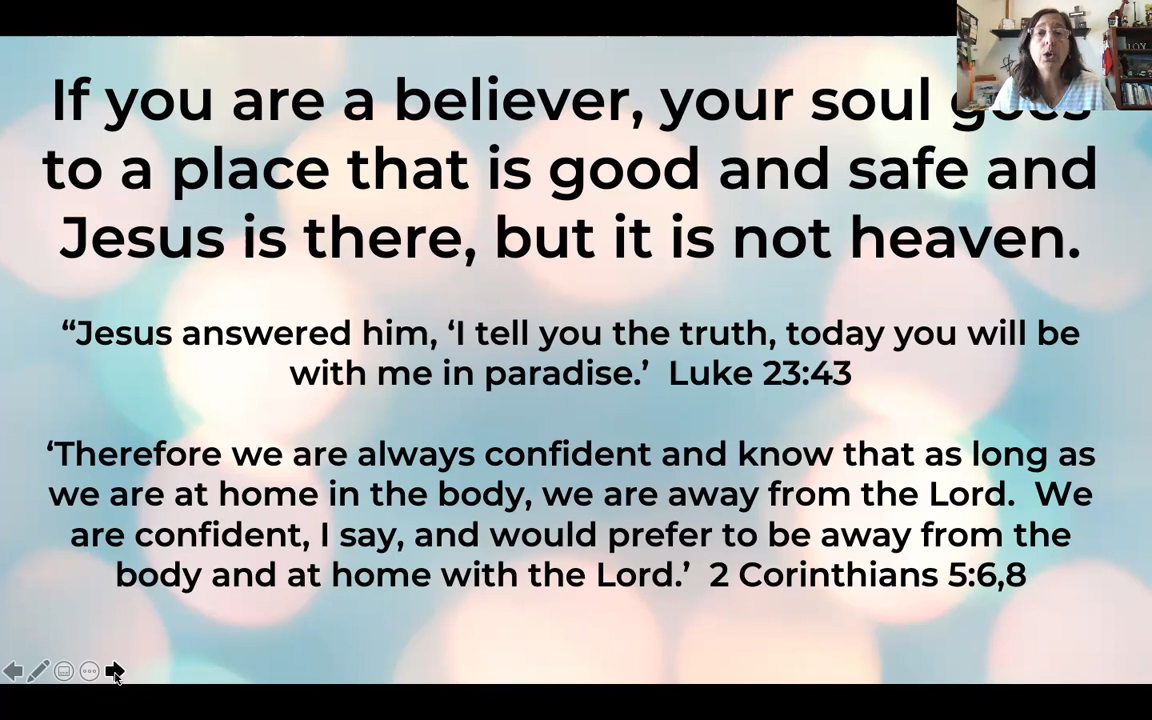 If you are a believer, your soul goes
to a place that is good and safe and
Jesus is there, but it is not heaven.
“Jesus answered him, ‘I tell you the truth, today you will be
with me in paradise.’  Luke 23:43
‘Therefore we are always confident and know that as long as
we are at home in the body, we are away from the Lord.  We
are confident, I say, and would prefer to be away from the
body and at home with the Lord.’  2 Corinthians 5:6,8